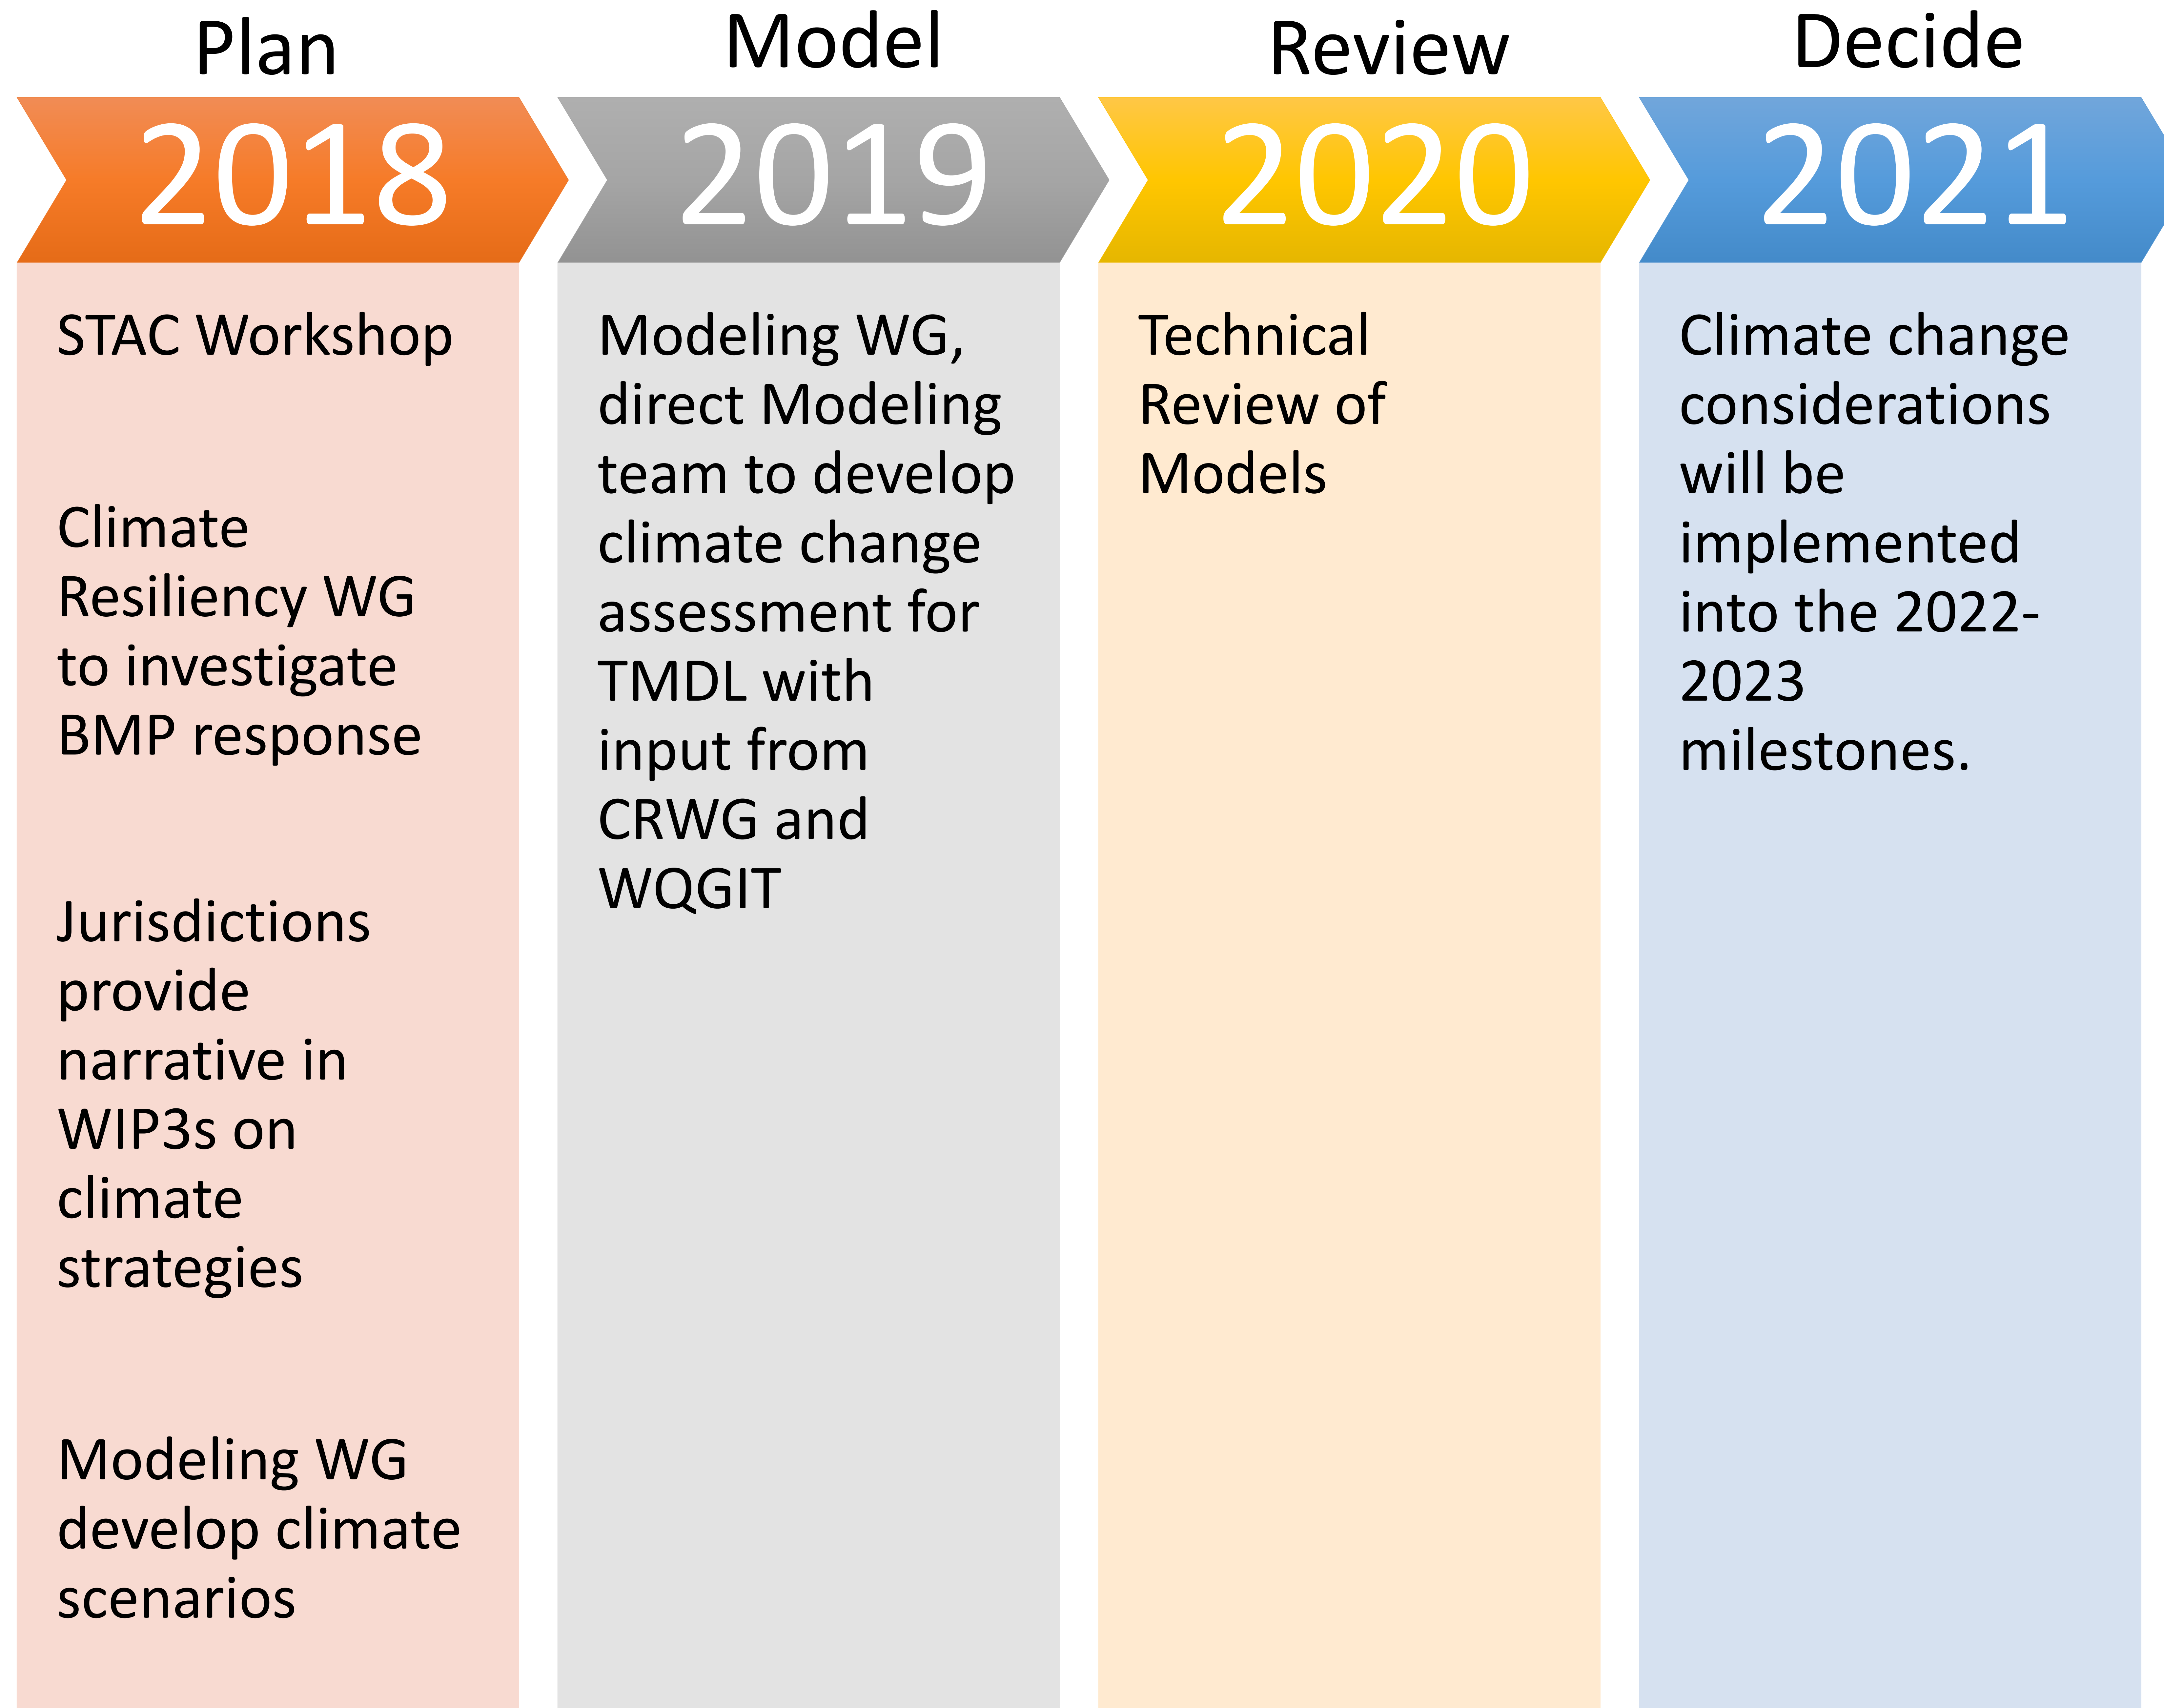 Plan
2018
STAC Workshop
Climate
Resiliency WG
to investigate
BMP response
Jurisdictions
provide
narrative in
WIP3s on
climate
strategies
Modeling WG
develop climate
scenarios
Model
2019
Modeling WG,
direct Modeling
team to develop
climate change
assessment for
TMDL with
input from
CRWG and
WQGIT
Review
2020
Technical
Review of
Models
Decide
2021
Climate change
considerations
will be
implemented
into the 2022-
2023
milestones.